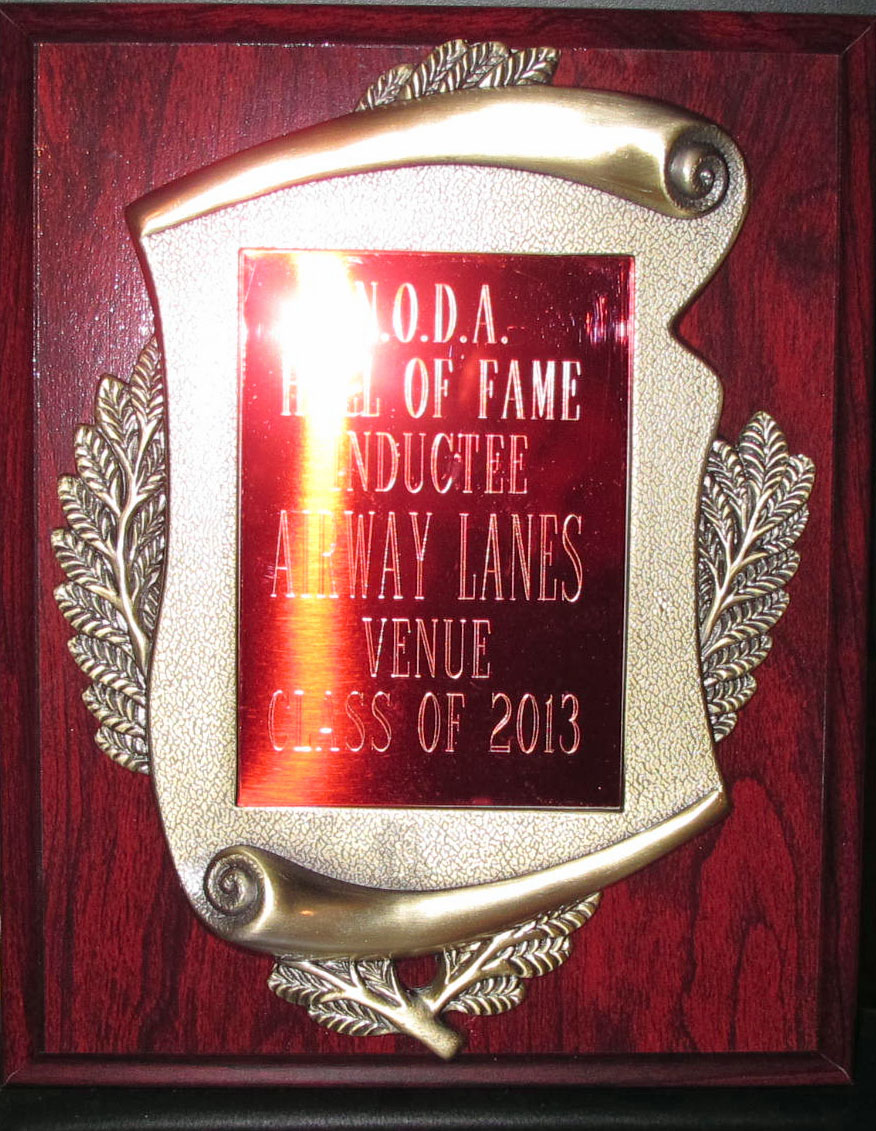 .O.D.A.
HALL OF FAME
INDUCTEE
AIRWAY LANES
VENUE
CLASS OF 2013